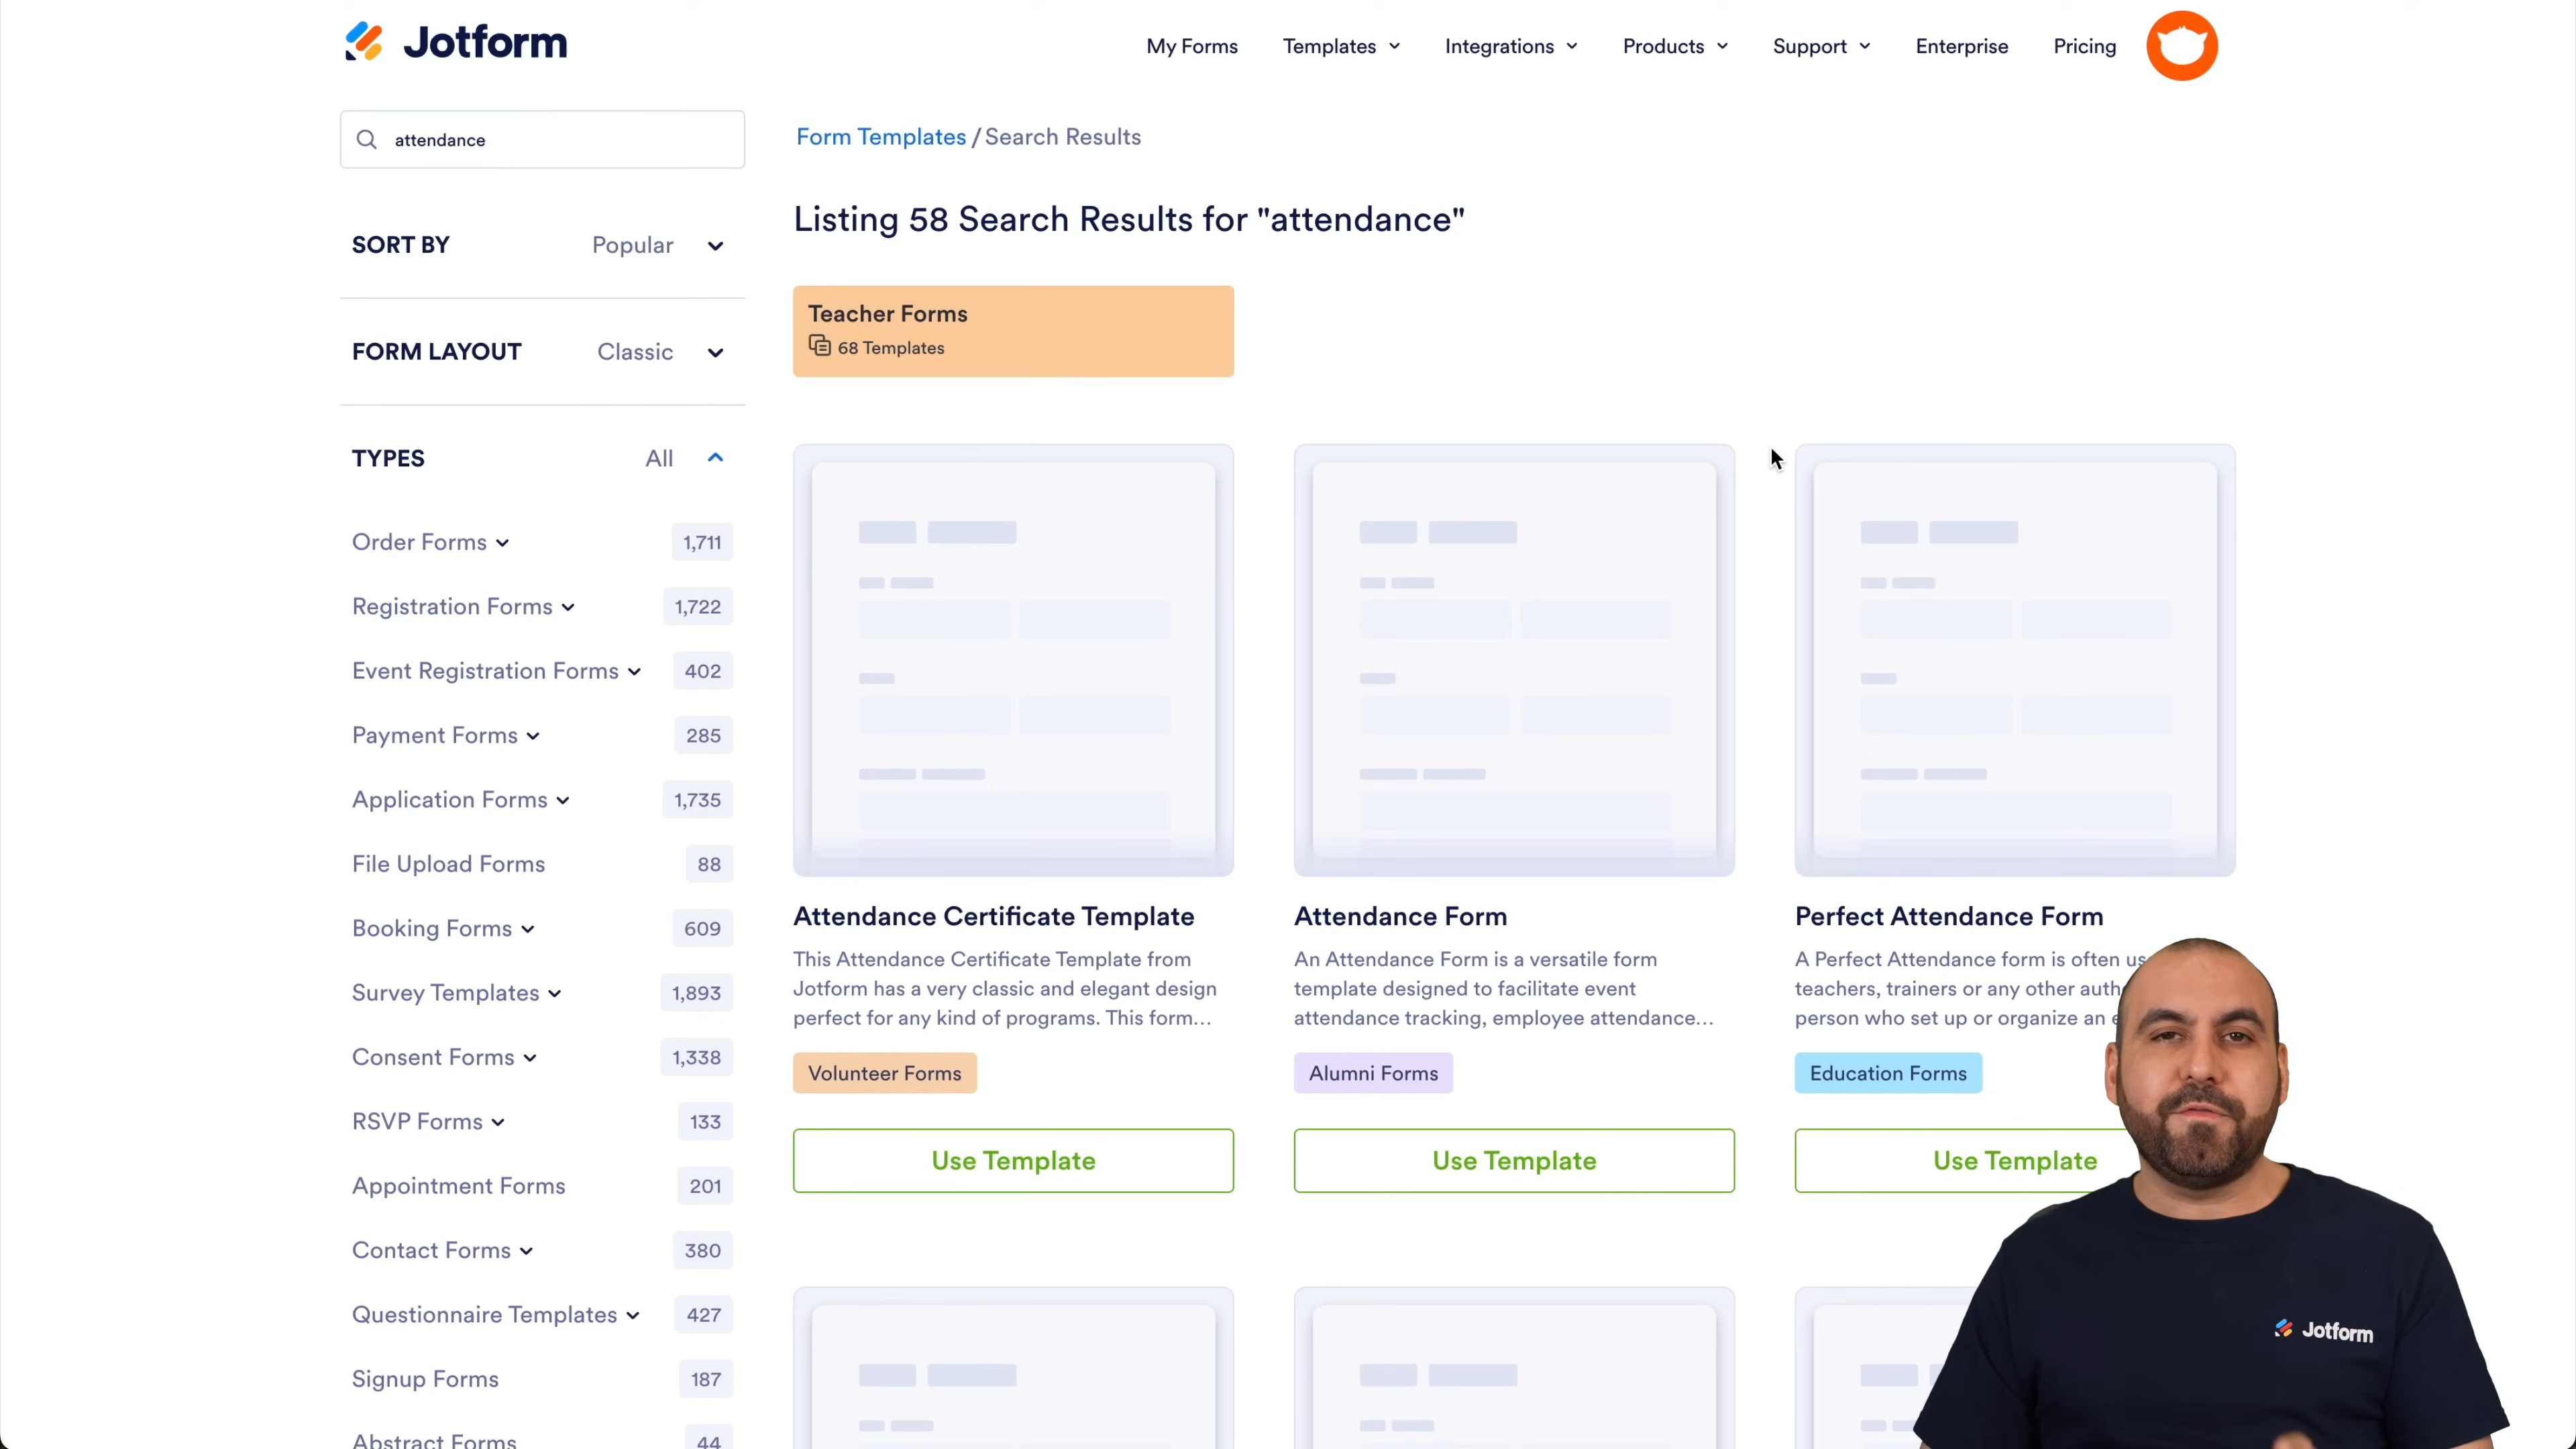 Jotform
My Forms
Templates
Integrations
Products
Support
Enterprise
Pricing
attendance
SORT BY
Popular
FORM LAYOUT
Classic
TYPES
All
Order Forms
1,711
Registration Forms
1,722
Event Registration Forms
402
Payment Forms
285
Application Forms
1,735
File Upload Forms
88
Booking Forms
609
Survey Templates
1,893
Consent Forms
1,338
RSVP Forms
133
Appointment Forms
201
Contact Forms
380
Questionnaire Templates
427
Signup Forms
187
Abstract Forms
44
Form Templates / Search Results
Listing 58 Search Results for "attendance"
Teacher Forms
68 Templates
Attendance Certificate Template
This Attendance Certificate Template from
Jotform has a very classic and elegant design
perfect for any kind of programs. This form...
Volunteer Forms
Use Template
Attendance Form
An Attendance Form is a versatile form
template designed to facilitate event
attendance tracking, employee attendance...
Alumni Forms
Use Template
Perfect Attendance Form
A Perfect Attendance form is often
teachers, trainers or any other
person who set up or organize an
Education Forms
Use Template
Jotform